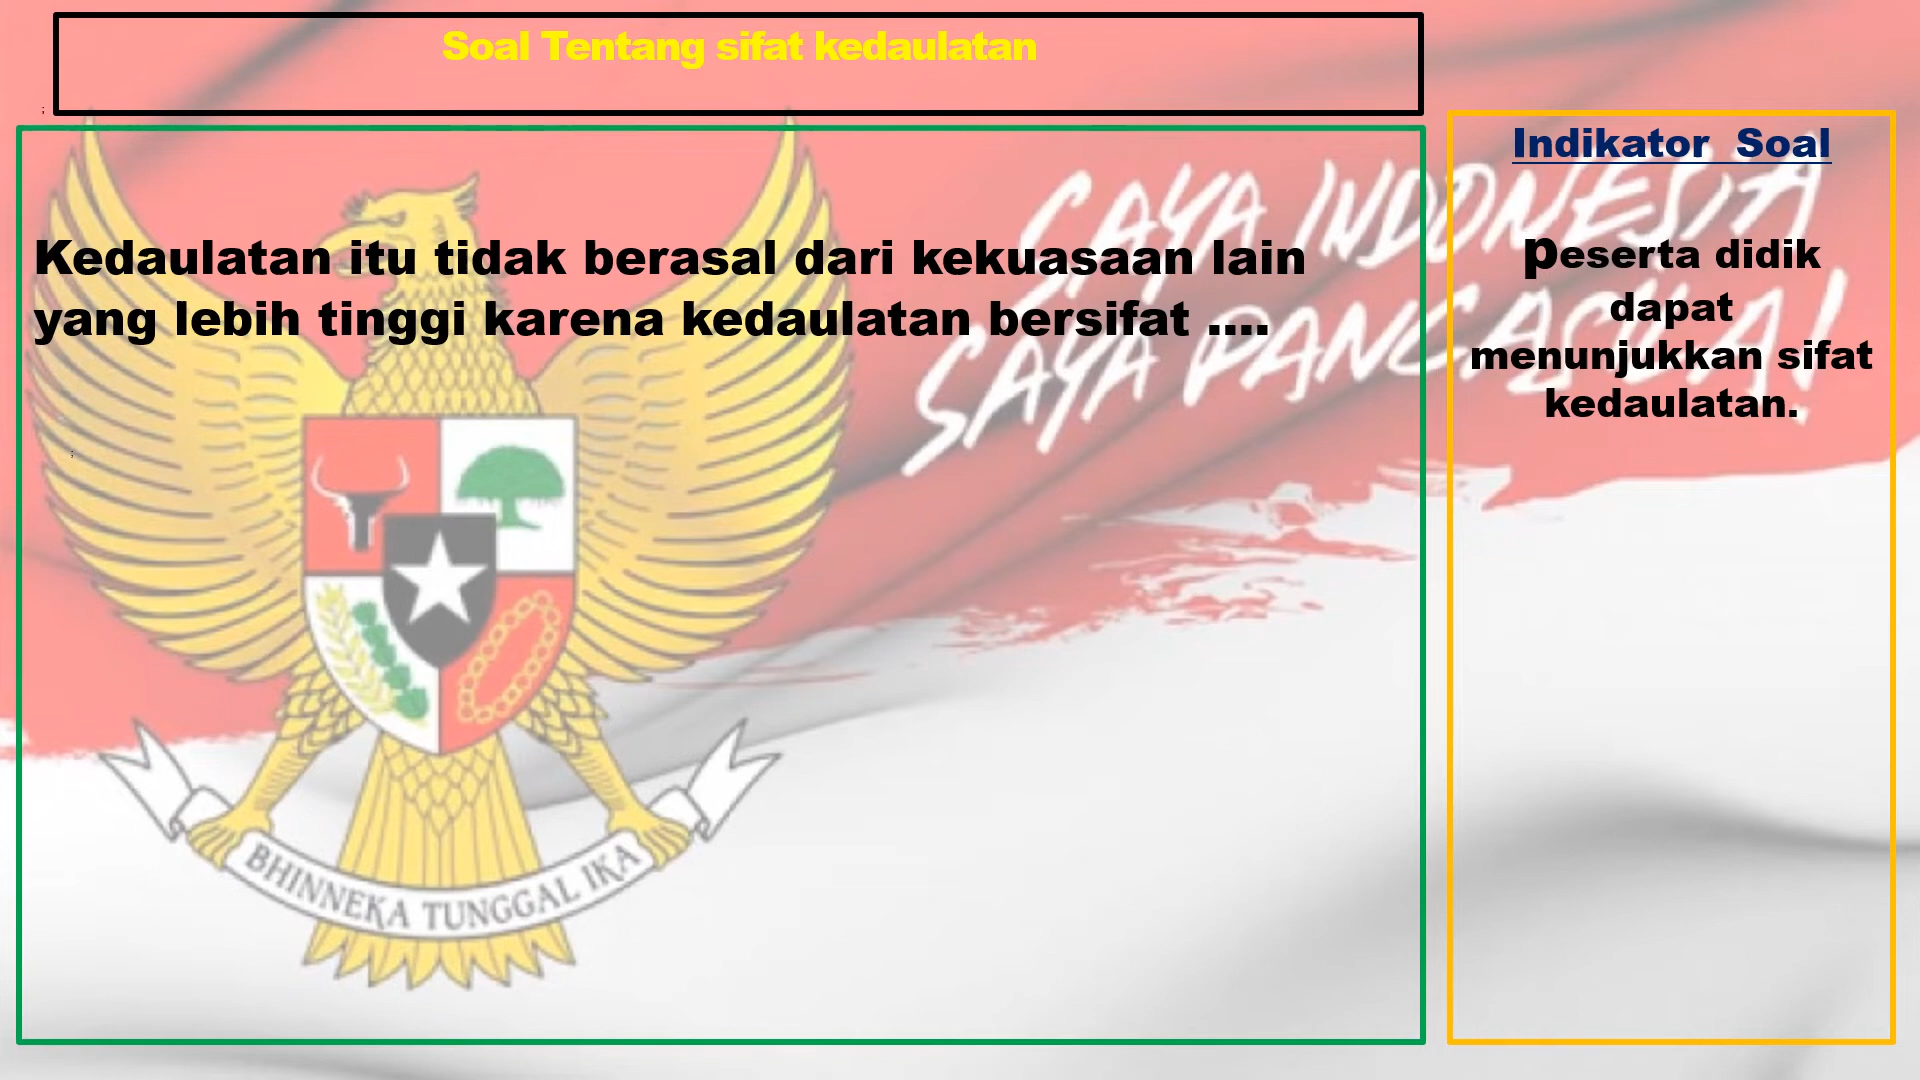 Soal Tentang sifat kedaulatan
;
Kedaulatan itu tidak berasal dari kekuasaan lain
yang lebih tinggi karena kedaulatan bersifat ....
;
Indikator Soal
peserta didik
dapat
menunjukkan sifat
kedaulatan.
SAYA INDONESIA
SAYA PANCASILA!
BHINNEKA TUNGGAL IKA